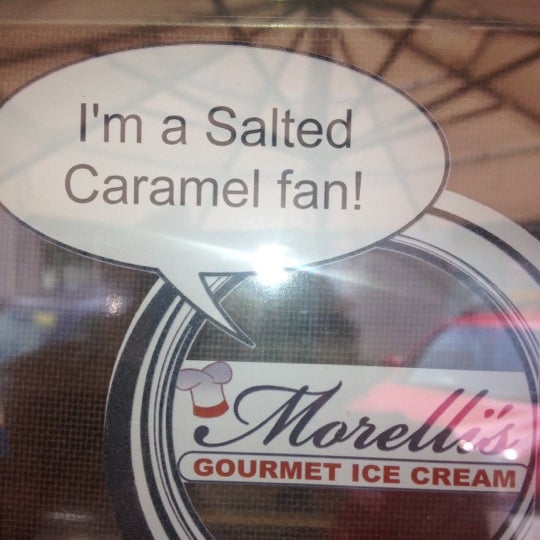 I'm a Salted
Caramel fan!
Morelli's
GOURMET ICE CREAM